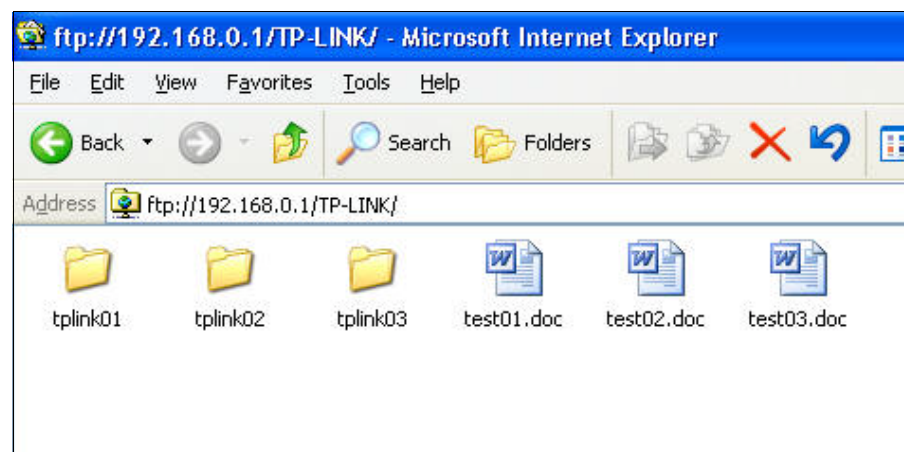 ftp://192.168.0.1/TP-LINK/ - Microsoft Internet Explorer
File Edit View Favorites Tools Help
Back Search Folders
Address ftp://192.168.0.1/TP-LINK/
tplink01 tplink02 tplink03 test01.doc test02.doc test03.doc